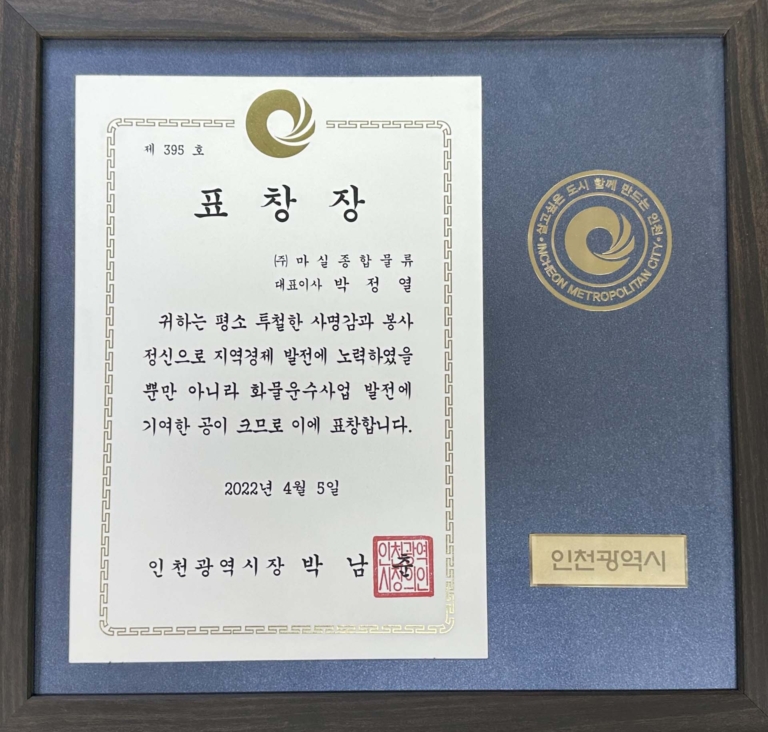 제 395 호
표 창 장
㈜ 마 실 종 합 물 류
대표이사 박 정 열
귀하는 평소 투철한 사명감과 봉사
정신으로 지역경제 발전에 노력하였을
뿐만 아니라 화물운수사업 발전에
기여한 공이 크므로 이에 표창합니다.
2022년 4월 5일
인천광역시장 박 남 춘
인천광역
시장의인
살고싶은 도시 함께 만드는 인천
INCHEON METROPOLITAN CITY
인천광역시